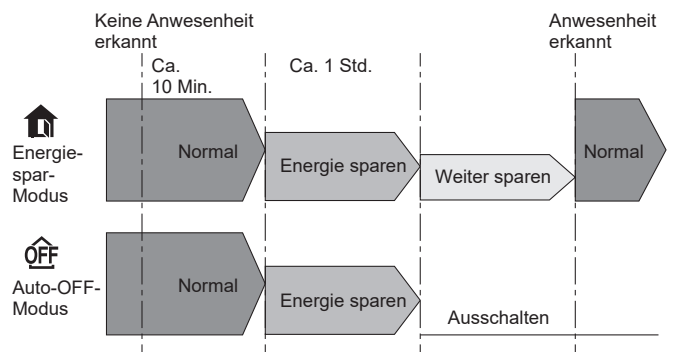 Keine Anwesenheit
erkannt
Anwesenheit
erkannt
Ca.
10 Min.
Ca. 1 Std.
Energie-
spar-
Modus
Normal
Energie sparen
Weiter sparen
Normal
OFF
Auto-OFF-
Modus
Normal
Energie sparen
Ausschalten